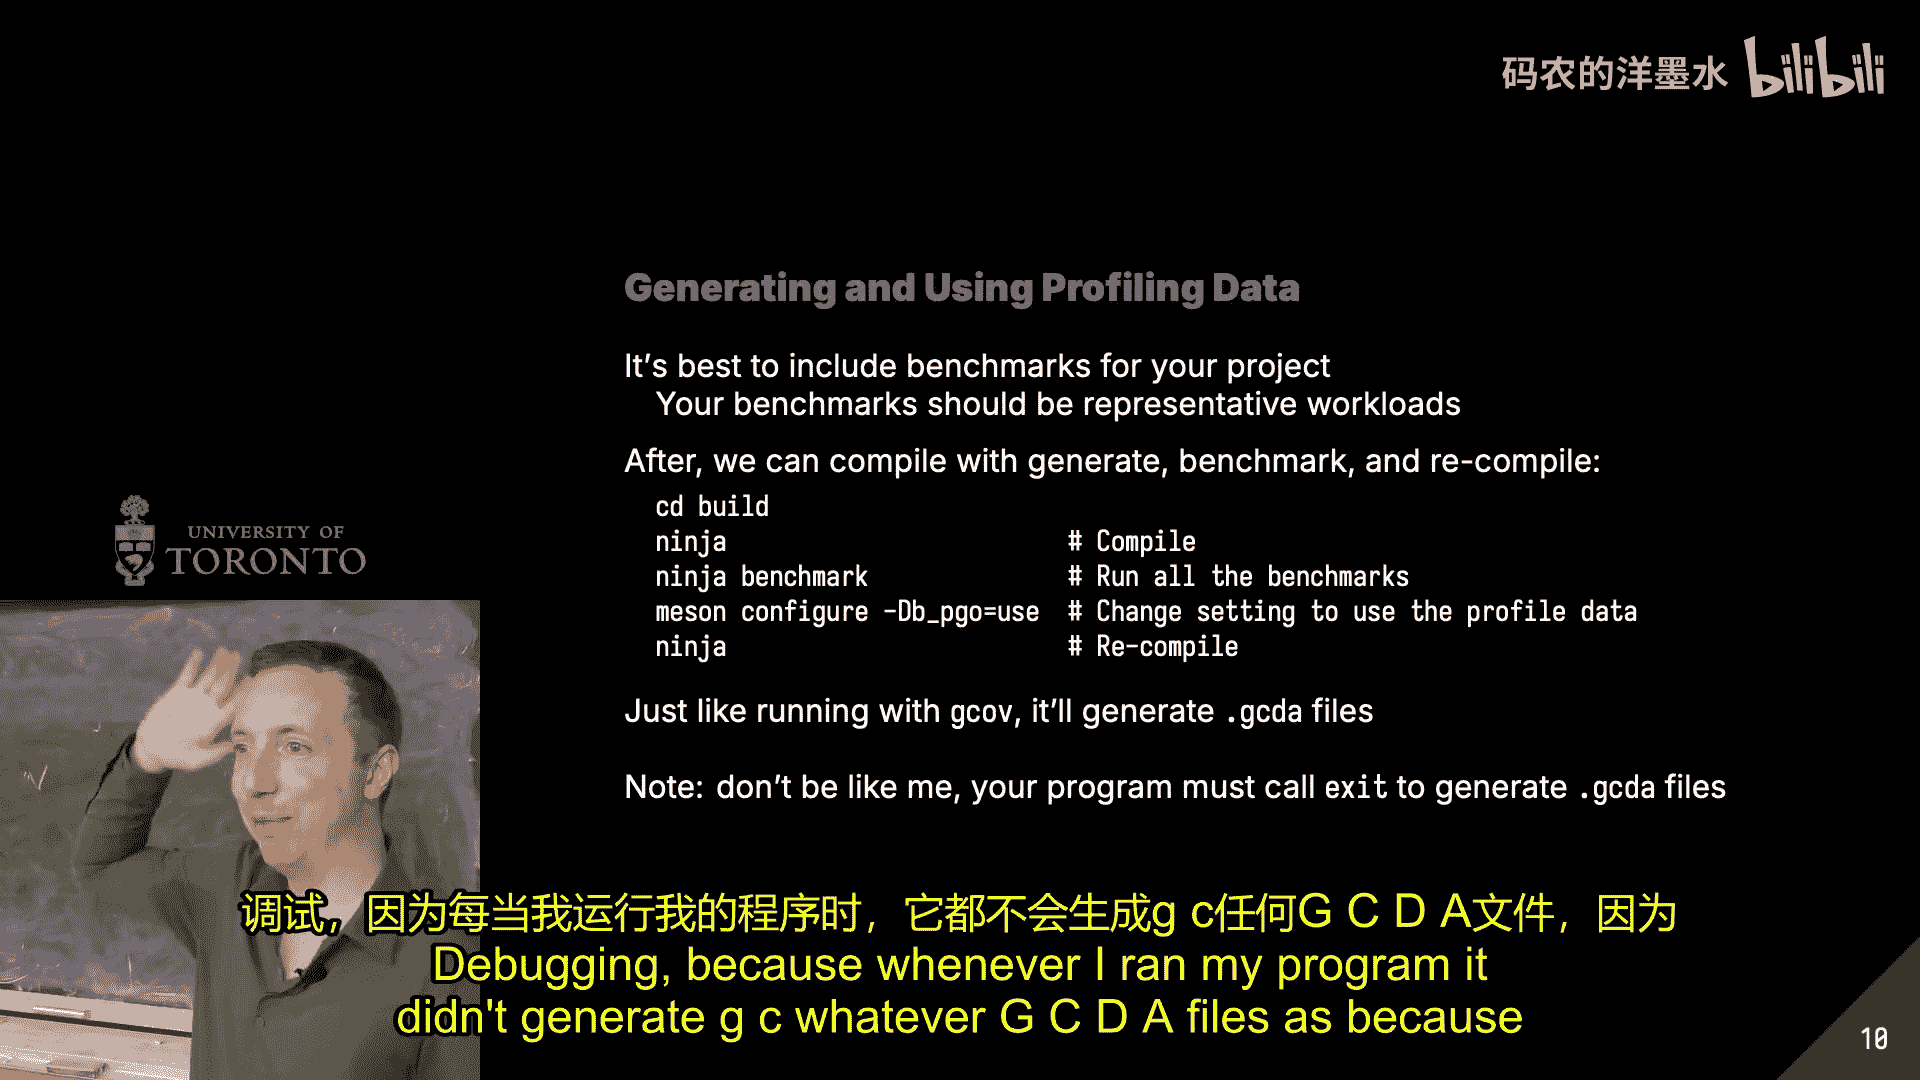 码农的洋墨水 bilibili
Generating and Using Profiling Data
It’s best to include benchmarks for your project
Your benchmarks should be representative workloads
After, we can compile with generate, benchmark, and re-compile:
cd build
ninja # Compile
ninja benchmark # Run all the benchmarks
meson configure -Db_pgo=use # Change setting to use the profile data
ninja # Re-compile
Just like running with gcov, it’ll generate .gcda files
Note: don’t be like me, your program must call exit to generate .gcda files
UNIVERSITY OF
TORONTO
调试，因为每当我运行我的程序时，它都不会生成g c任何G C D A文件，因为
Debugging, because whenever I ran my program it
didn't generate g c whatever G C D A files as because
10